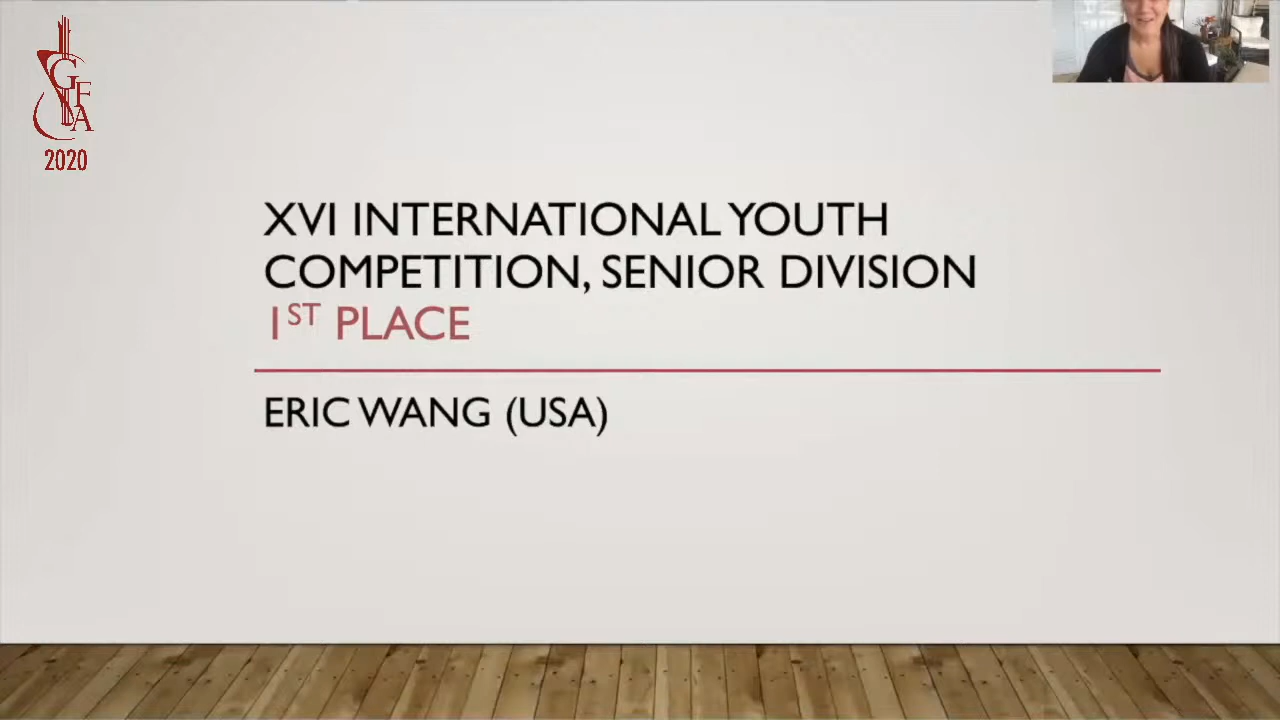 GFA
2020
XVI INTERNATIONAL YOUTH
COMPETITION, SENIOR DIVISION
1ST PLACE
ERIC WANG (USA)